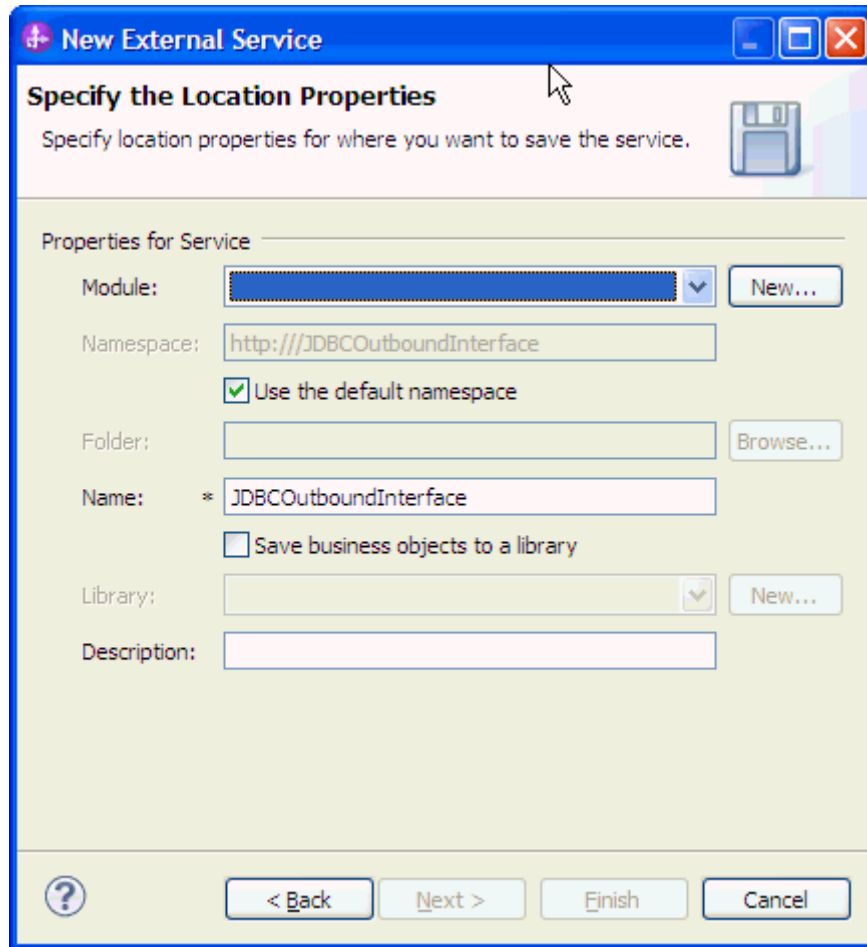 New External Service
Specify the Location Properties
Specify location properties for where you want to save the service.
Properties for Service
Module: New...
Namespace: http:///JDBCOutboundInterface
Use the default namespace
Folder: Browse...
Name: * JDBCOutboundInterface
Save business objects to a library
Library: New...
Description:
? < Back Next > Finish Cancel